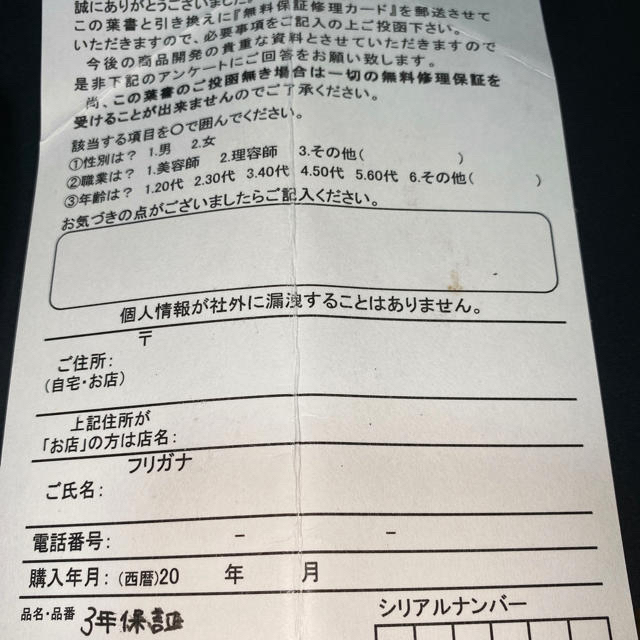 誠にありがとうございました。
この葉書と引き換えに『無料保証修理カード』を郵送させて
いただきますので、必要事項をご記入の上ご投函下さい。
今後の商品開発の貴重な資料とさせていただきますので
是非下記のアンケートにご回答をお願い致します。
尚、この葉書のご投函無き場合は一切の無料修理保証を
受けることが出来ませんのでご了承ください。
該当する項目を〇で囲んでください。
①性別は? 1.男 2.女
②職業は? 1.美容師 2.理容師 3.その他( )
③年齢は? 1.20代 2.30代 3.40代 4.50代 5.60代 6.その他( )
お気づきの点がございましたらご記入ください。
個人情報が社外に漏洩することはありません。
〒
ご住所:
(自宅・お店)
上記住所が
「お店」の方は店名:
フリガナ
ご氏名:
電話番号: － －
購入年月: (西暦)20 年 月
品名・品番 3年保証
シリアルナンバー